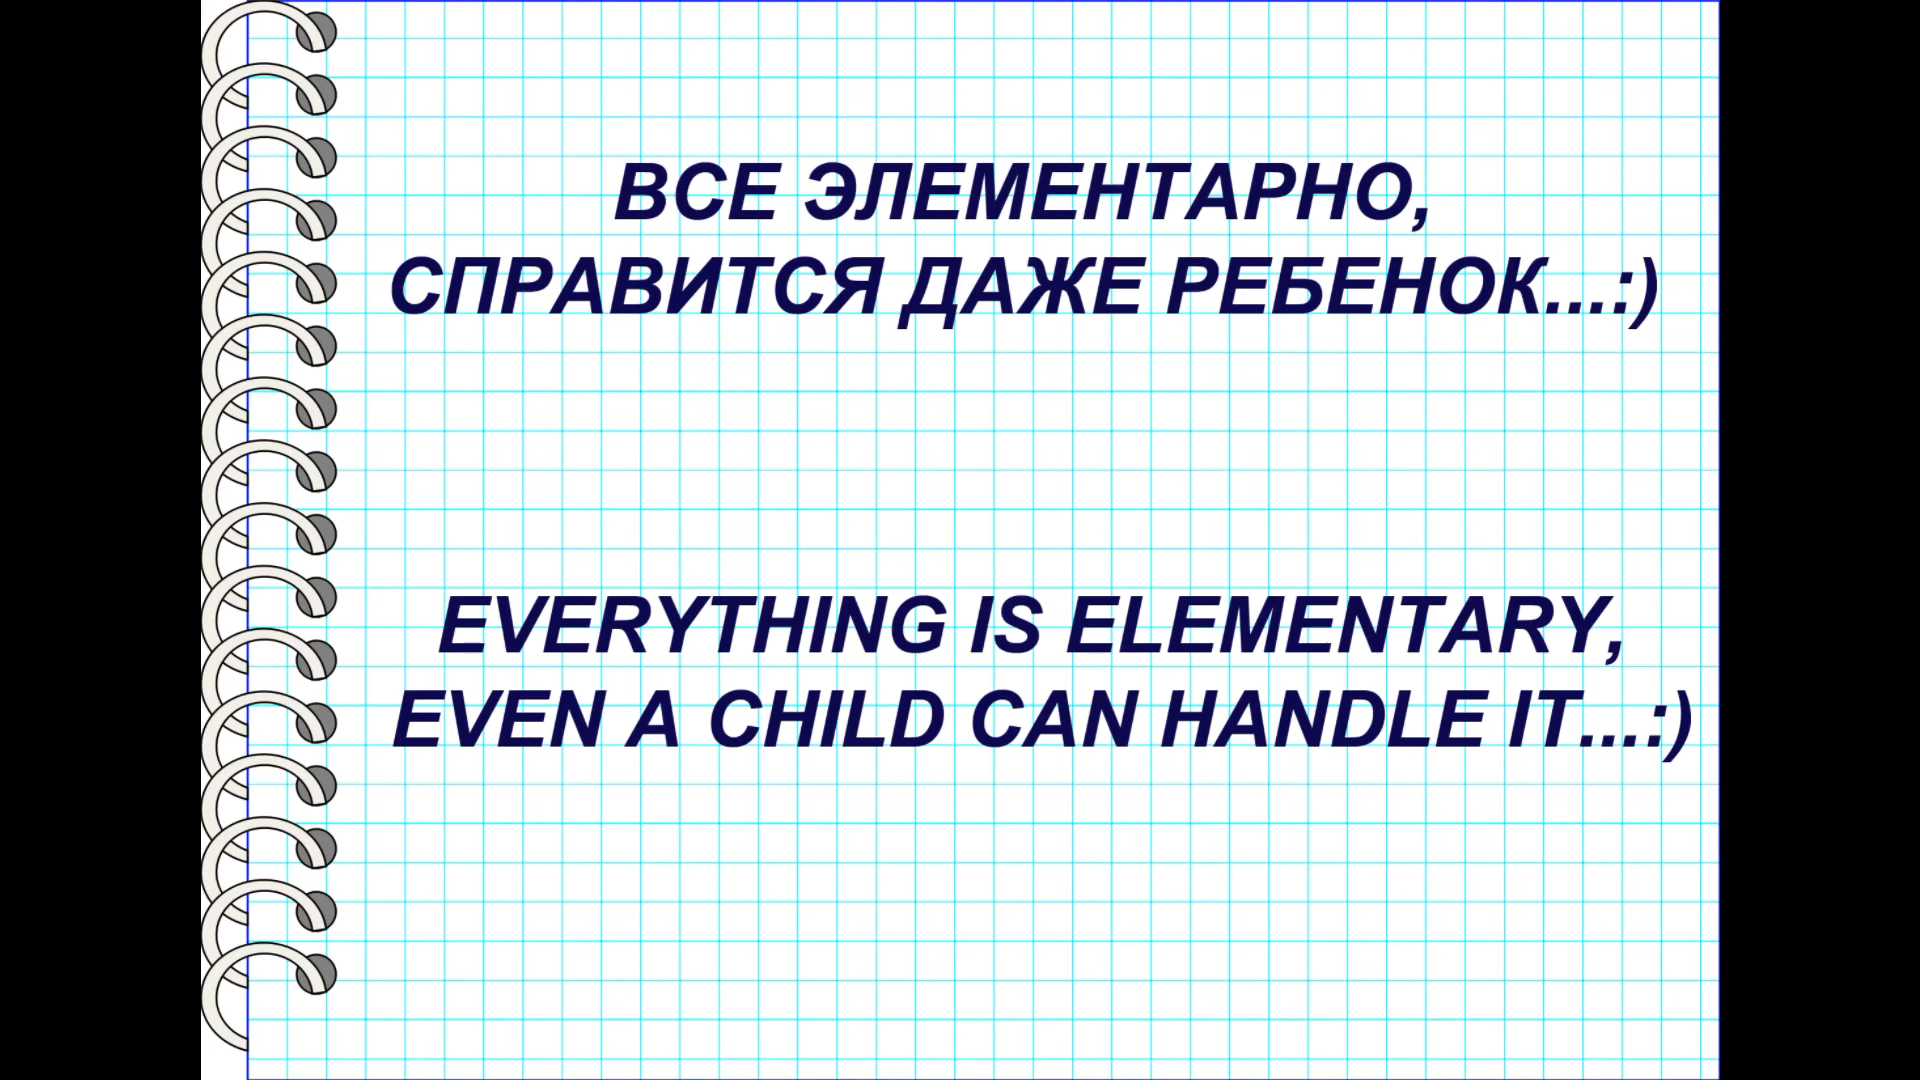 ВСЕ ЭЛЕМЕНТАРНО,
СПРАВИТСЯ ДАЖЕ РЕБЕНОК...:)
EVERYTHING IS ELEMENTARY,
EVEN A CHILD CAN HANDLE IT...:)